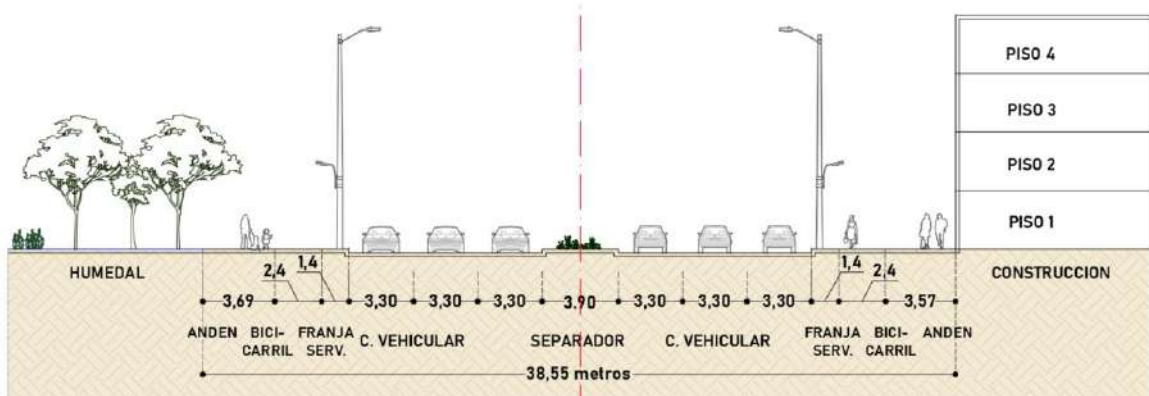 PISO 4
PISO 3
PISO 2
PISO 1
HUMEDAL
CONSTRUCCION
2,4 1,4 1,4 2,4
3,69 3,30 3,30 3,30 3,90 3,30 3,30 3,30 3,57
ANDEN BICI-CARRIL FRANJA SERV. C. VEHICULAR SEPARADOR C. VEHICULAR FRANJA SERV. BICI-CARRIL ANDEN
38,55 metros